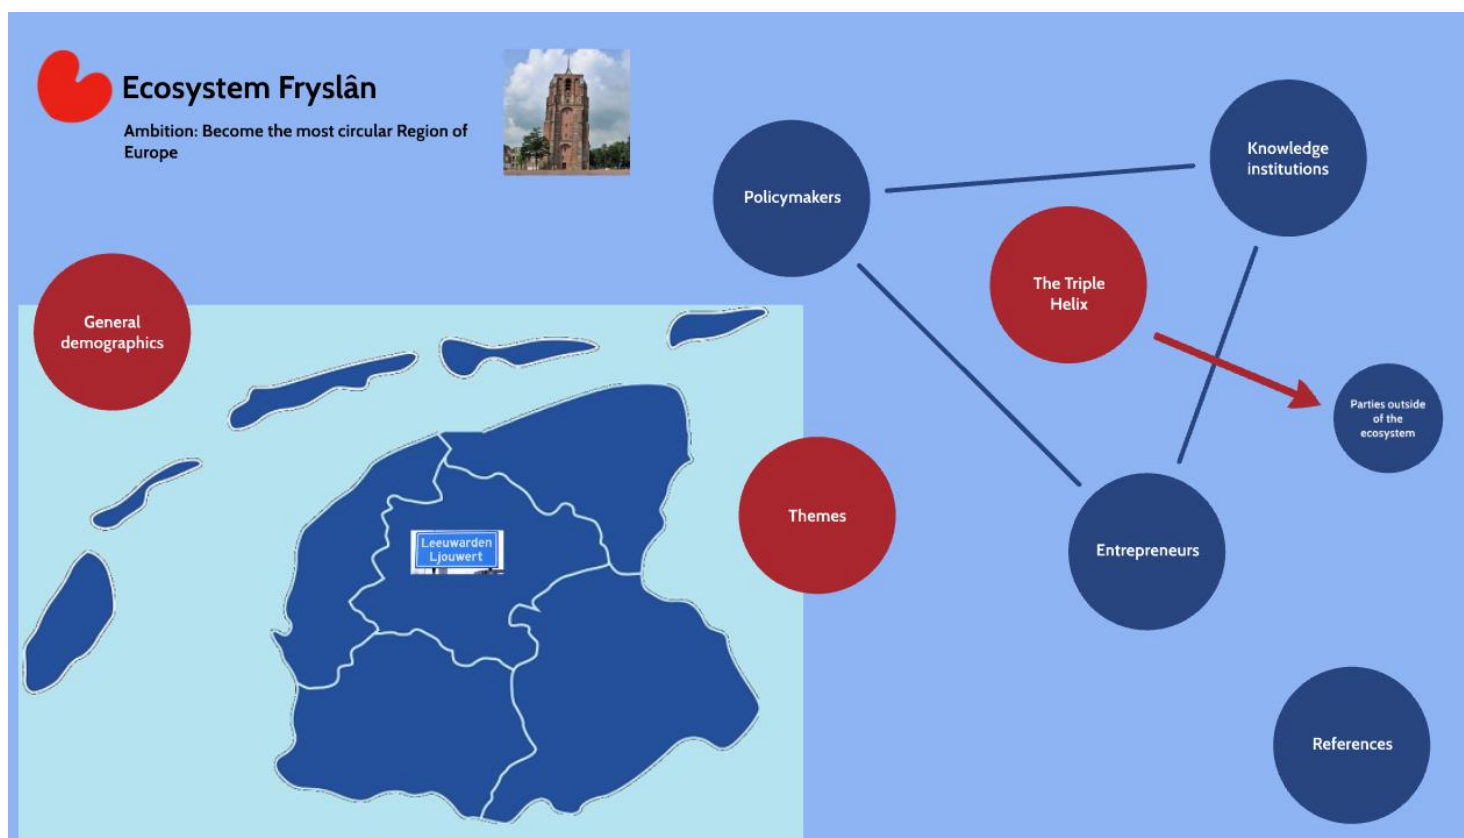 Ecosystem Fryslân
Ambition: Become the most circular Region of
Europe
Policymakers
Knowledge
institutions
The Triple
Helix
General
demographics
Parties outside
of the
ecosystem
Themes
Leeuwarden
Ljouwert
Entrepreneurs
References